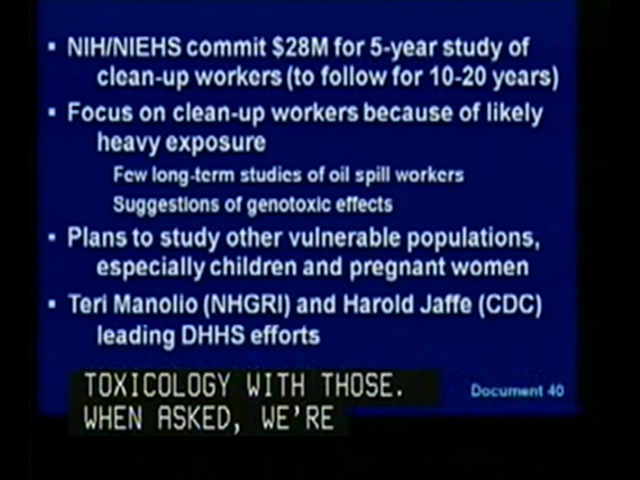 ▪ NIH/NIEHS commit $28M for 5-year study of
clean-up workers (to follow for 10-20 years)
▪ Focus on clean-up workers because of likely
heavy exposure
Few long-term studies of oil spill workers
Suggestions of genotoxic effects
▪ Plans to study other vulnerable populations,
especially children and pregnant women
▪ Teri Manolio (NHGRI) and Harold Jaffe (CDC)
leading DHHS efforts
TOXICOLOGY WITH THOSE.
Document 40
WHEN ASKED, WE'RE